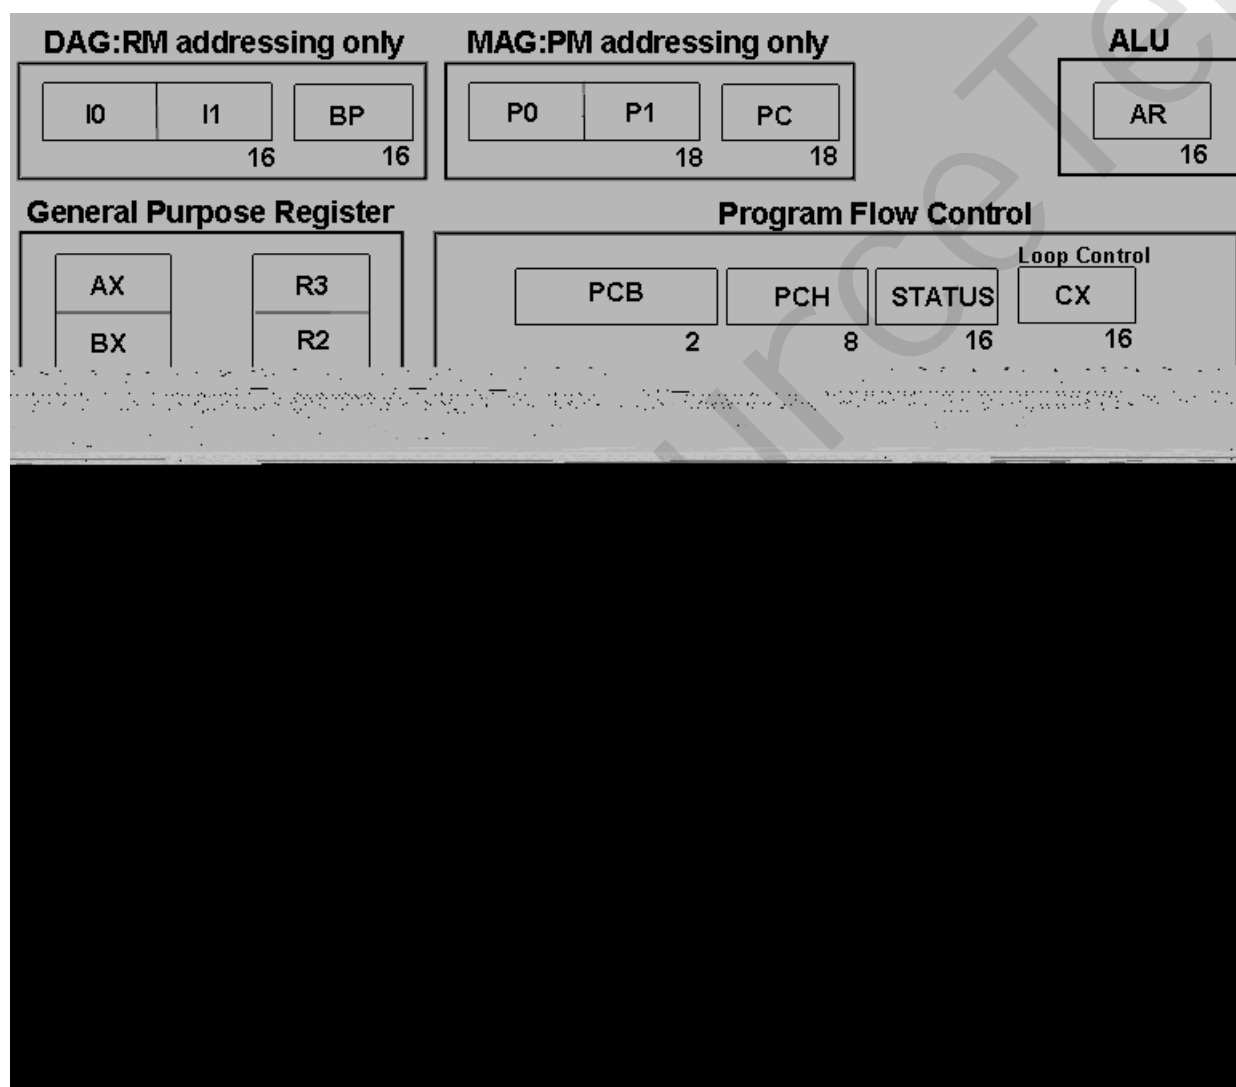 DAG:RM addressing only
MAG:PM addressing only
ALU
I0 I1 BP
P0 P1 PC
AR
16 16
18 18
16
General Purpose Register
Program Flow Control
Loop Control
AX R3
PCB PCH STATUS CX
BX R2
2 8 16 16